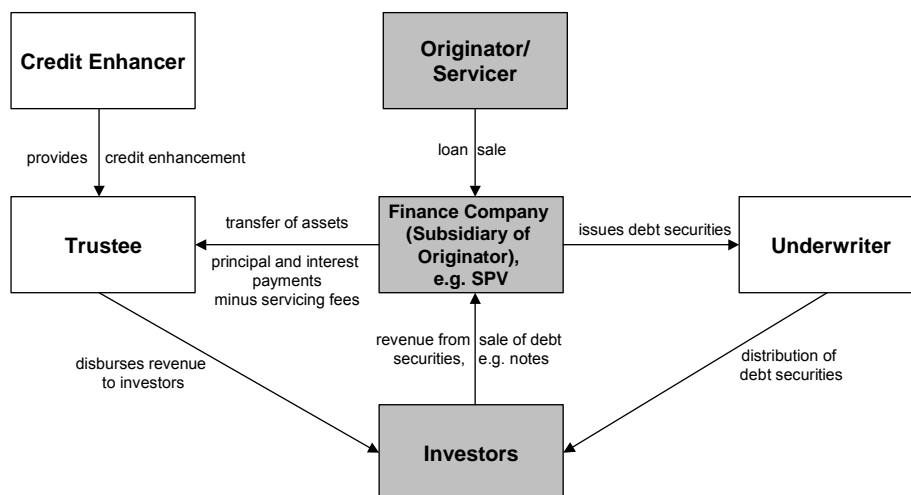 Credit Enhancer
Originator/
Servicer
provides credit enhancement
loan sale
Trustee
transfer of assets
principal and interest
payments
minus servicing fees
Finance Company
(Subsidiary of
Originator),
e.g. SPV
issues debt securities
Underwriter
disburses revenue
to investors
revenue from sale of debt
securities, e.g. notes
distribution of
debt securities
Investors